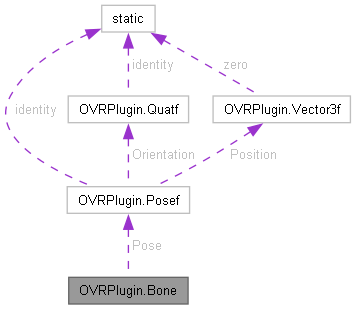 static
identity
zero
identity
OVRPlugin.Quatf
OVRPlugin.Vector3f
Orientation
Position
OVRPlugin.Posef
Pose
OVRPlugin.Bone